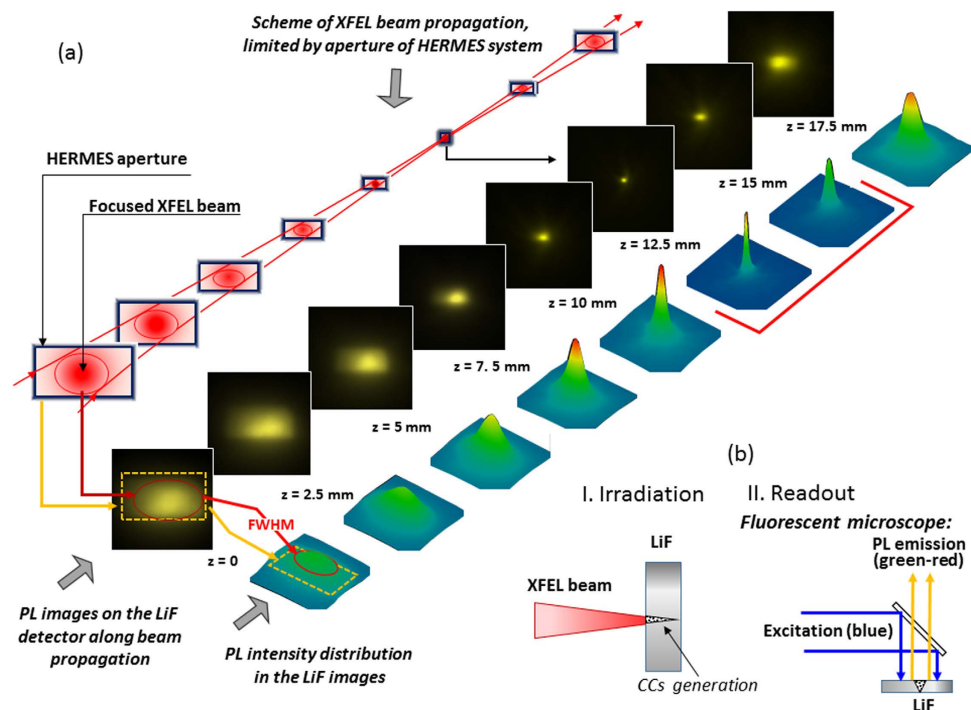 Scheme of XFEL beam propagation,
limited by aperture of HERMES system
(a)
HERMES aperture
Focused XFEL beam
z = 17.5 mm
z = 15 mm
z = 12.5 mm
z = 10 mm
z = 7. 5 mm
z = 5 mm
z = 2.5 mm
z = 0
FWHM
PL images on the LiF
detector along beam
propagation
PL intensity distribution
in the LiF images
(b)
I. Irradiation
LiF
XFEL beam
CCs generation
II. Readout
Fluorescent microscope:
PL emission
(green-red)
Excitation (blue)
LiF